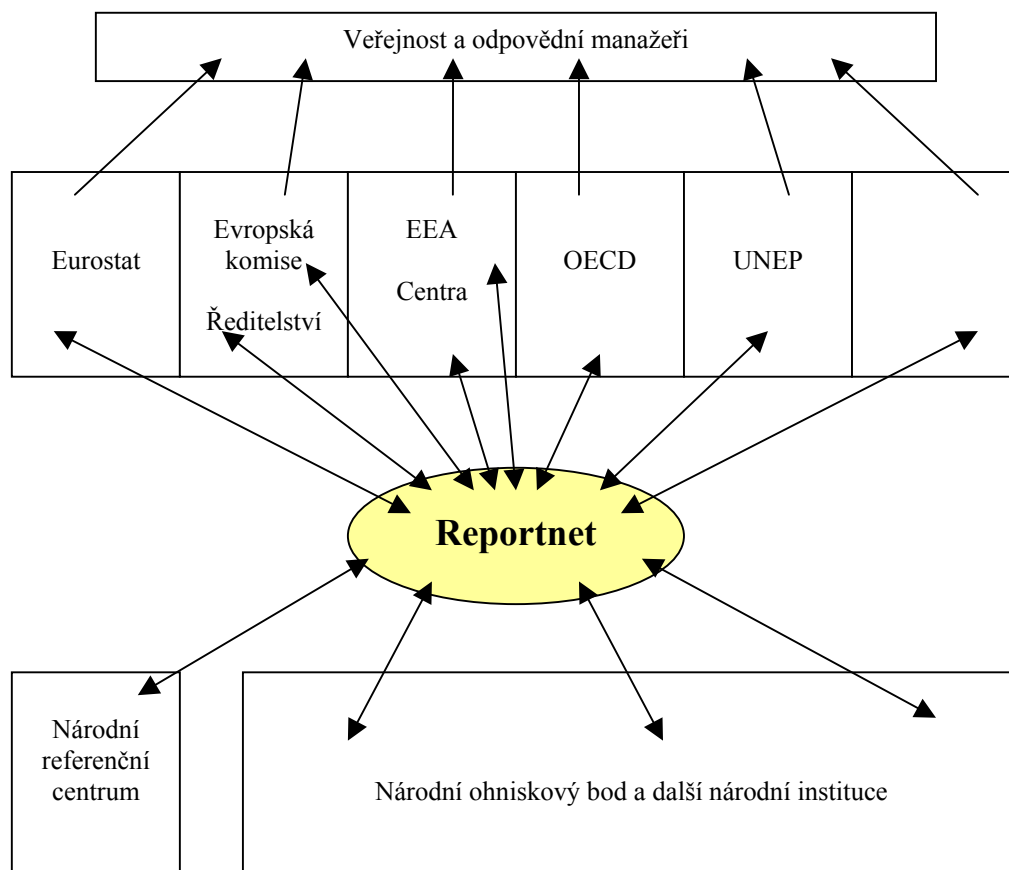 Veřejnost a odpovědní manažeři
Eurostat
Evropská
komise
Ředitelství
EEA
Centra
OECD
UNEP
Reportnet
Národní
referenční
centrum
Národní ohniskový bod a další národní instituce